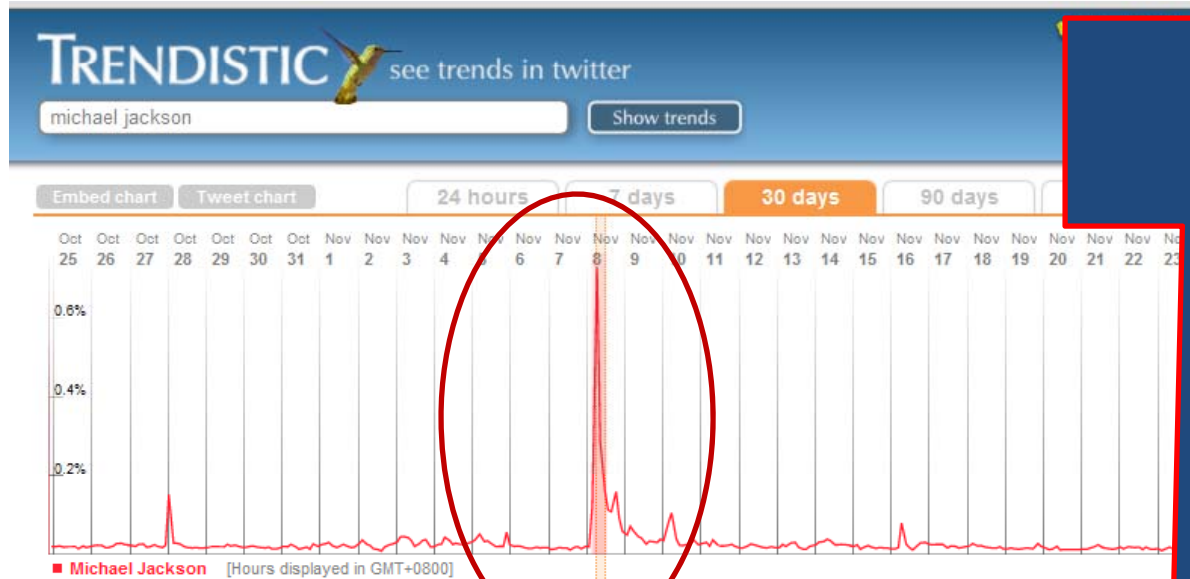 TRENDISTIC see trends in twitter
michael jackson Show trends
Embed chart Tweet chart 24 hours 7 days 30 days 90 days
Oct Oct Oct Oct Oct Oct Oct Nov Nov Nov Nov Nov Nov Nov Nov Nov Nov Nov Nov Nov Nov Nov Nov Nov Nov Nov Nov Nov Nov
25 26 27 28 29 30 31 1 2 3 4 5 6 7 8 9 10 11 12 13 14 15 16 17 18 19 20 21 22 23
0.6%
0.4%
0.2%
Michael Jackson [Hours displayed in GMT+0800]